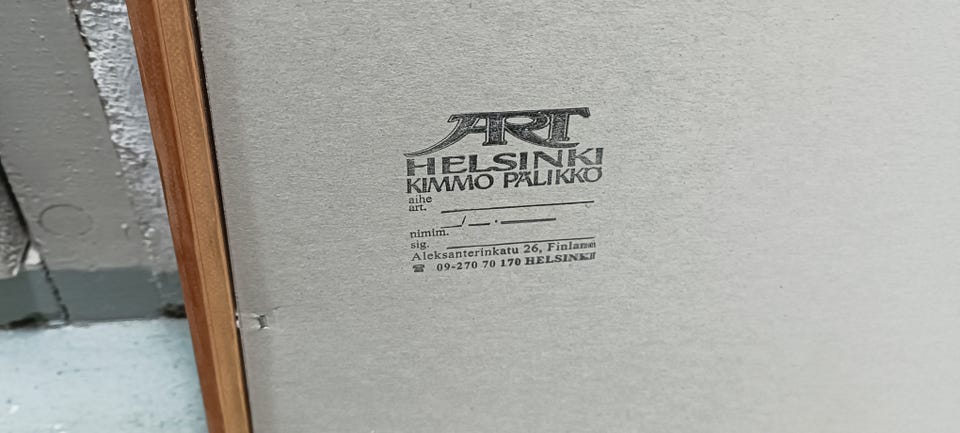 ART
HELSINKI
KIMMO PÄLIKKÖ
aihe
art.
/ .
nimim.
sig.
Aleksanterinkatu 26, Finland
☎ 09-270 70 170 HELSINKI